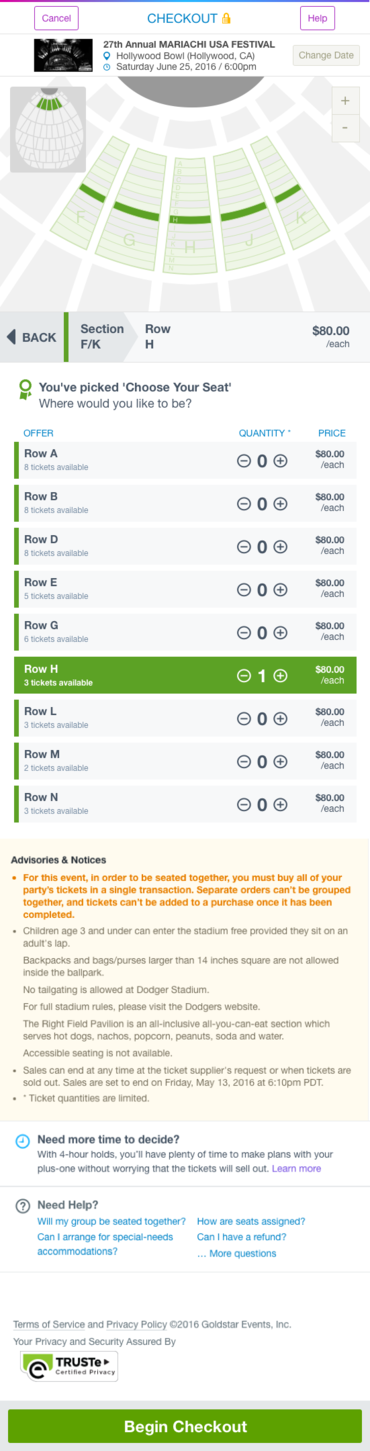 Cancel
CHECKOUT
Help
27th Annual MARIACHI USA FESTIVAL
Hollywood Bowl (Hollywood, CA)
Saturday June 25, 2016 / 6:00pm
Change Date
+
-
F
G
H
H
J
K
BACK
Section
F/K
Row
H
$80.00
/each
You've picked 'Choose Your Seat'
Where would you like to be?
OFFER QUANTITY * PRICE
Row A
8 tickets available
0
$80.00
/each
Row B
8 tickets available
0
$80.00
/each
Row D
8 tickets available
0
$80.00
/each
Row E
5 tickets available
0
$80.00
/each
Row G
6 tickets available
0
$80.00
/each
Row H
3 tickets available
1
$80.00
/each
Row L
3 tickets available
0
$80.00
/each
Row M
2 tickets available
0
$80.00
/each
Row N
3 tickets available
0
$80.00
/each
Advisories & Notices
• For this event, in order to be seated together, you must buy all of your
party's tickets in a single transaction. Separate orders can't be grouped
together, and tickets can't be added to a purchase once it has been
completed.
• Children age 3 and under can enter the stadium free provided they sit on an
adult's lap.
Backpacks and bags/purses larger than 14 inches square are not allowed
inside the ballpark.
No tailgating is allowed at Dodger Stadium.
For full stadium rules, please visit the Dodgers website.
The Right Field Pavilion is an all-inclusive all-you-can-eat section which
serves hot dogs, nachos, popcorn, peanuts, soda and water.
Accessible seating is not available.
• Sales can end at any time at the ticket supplier's request or when tickets are
sold out. Sales are set to end on Friday, May 13, 2016 at 6:10pm PDT.
• * Ticket quantities are limited.
Need more time to decide?
With 4-hour holds, you'll have plenty of time to make plans with your
plus-one without worrying that the tickets will sell out. Learn more
Need Help?
Will my group be seated together?
Can I arrange for special-needs
accommodations?
How are seats assigned?
Can I have a refund?
... More questions
Terms of Service and Privacy Policy ©2016 Goldstar Events, Inc.
Your Privacy and Security Assured By
TRUSTe
Certified Privacy
Begin Checkout